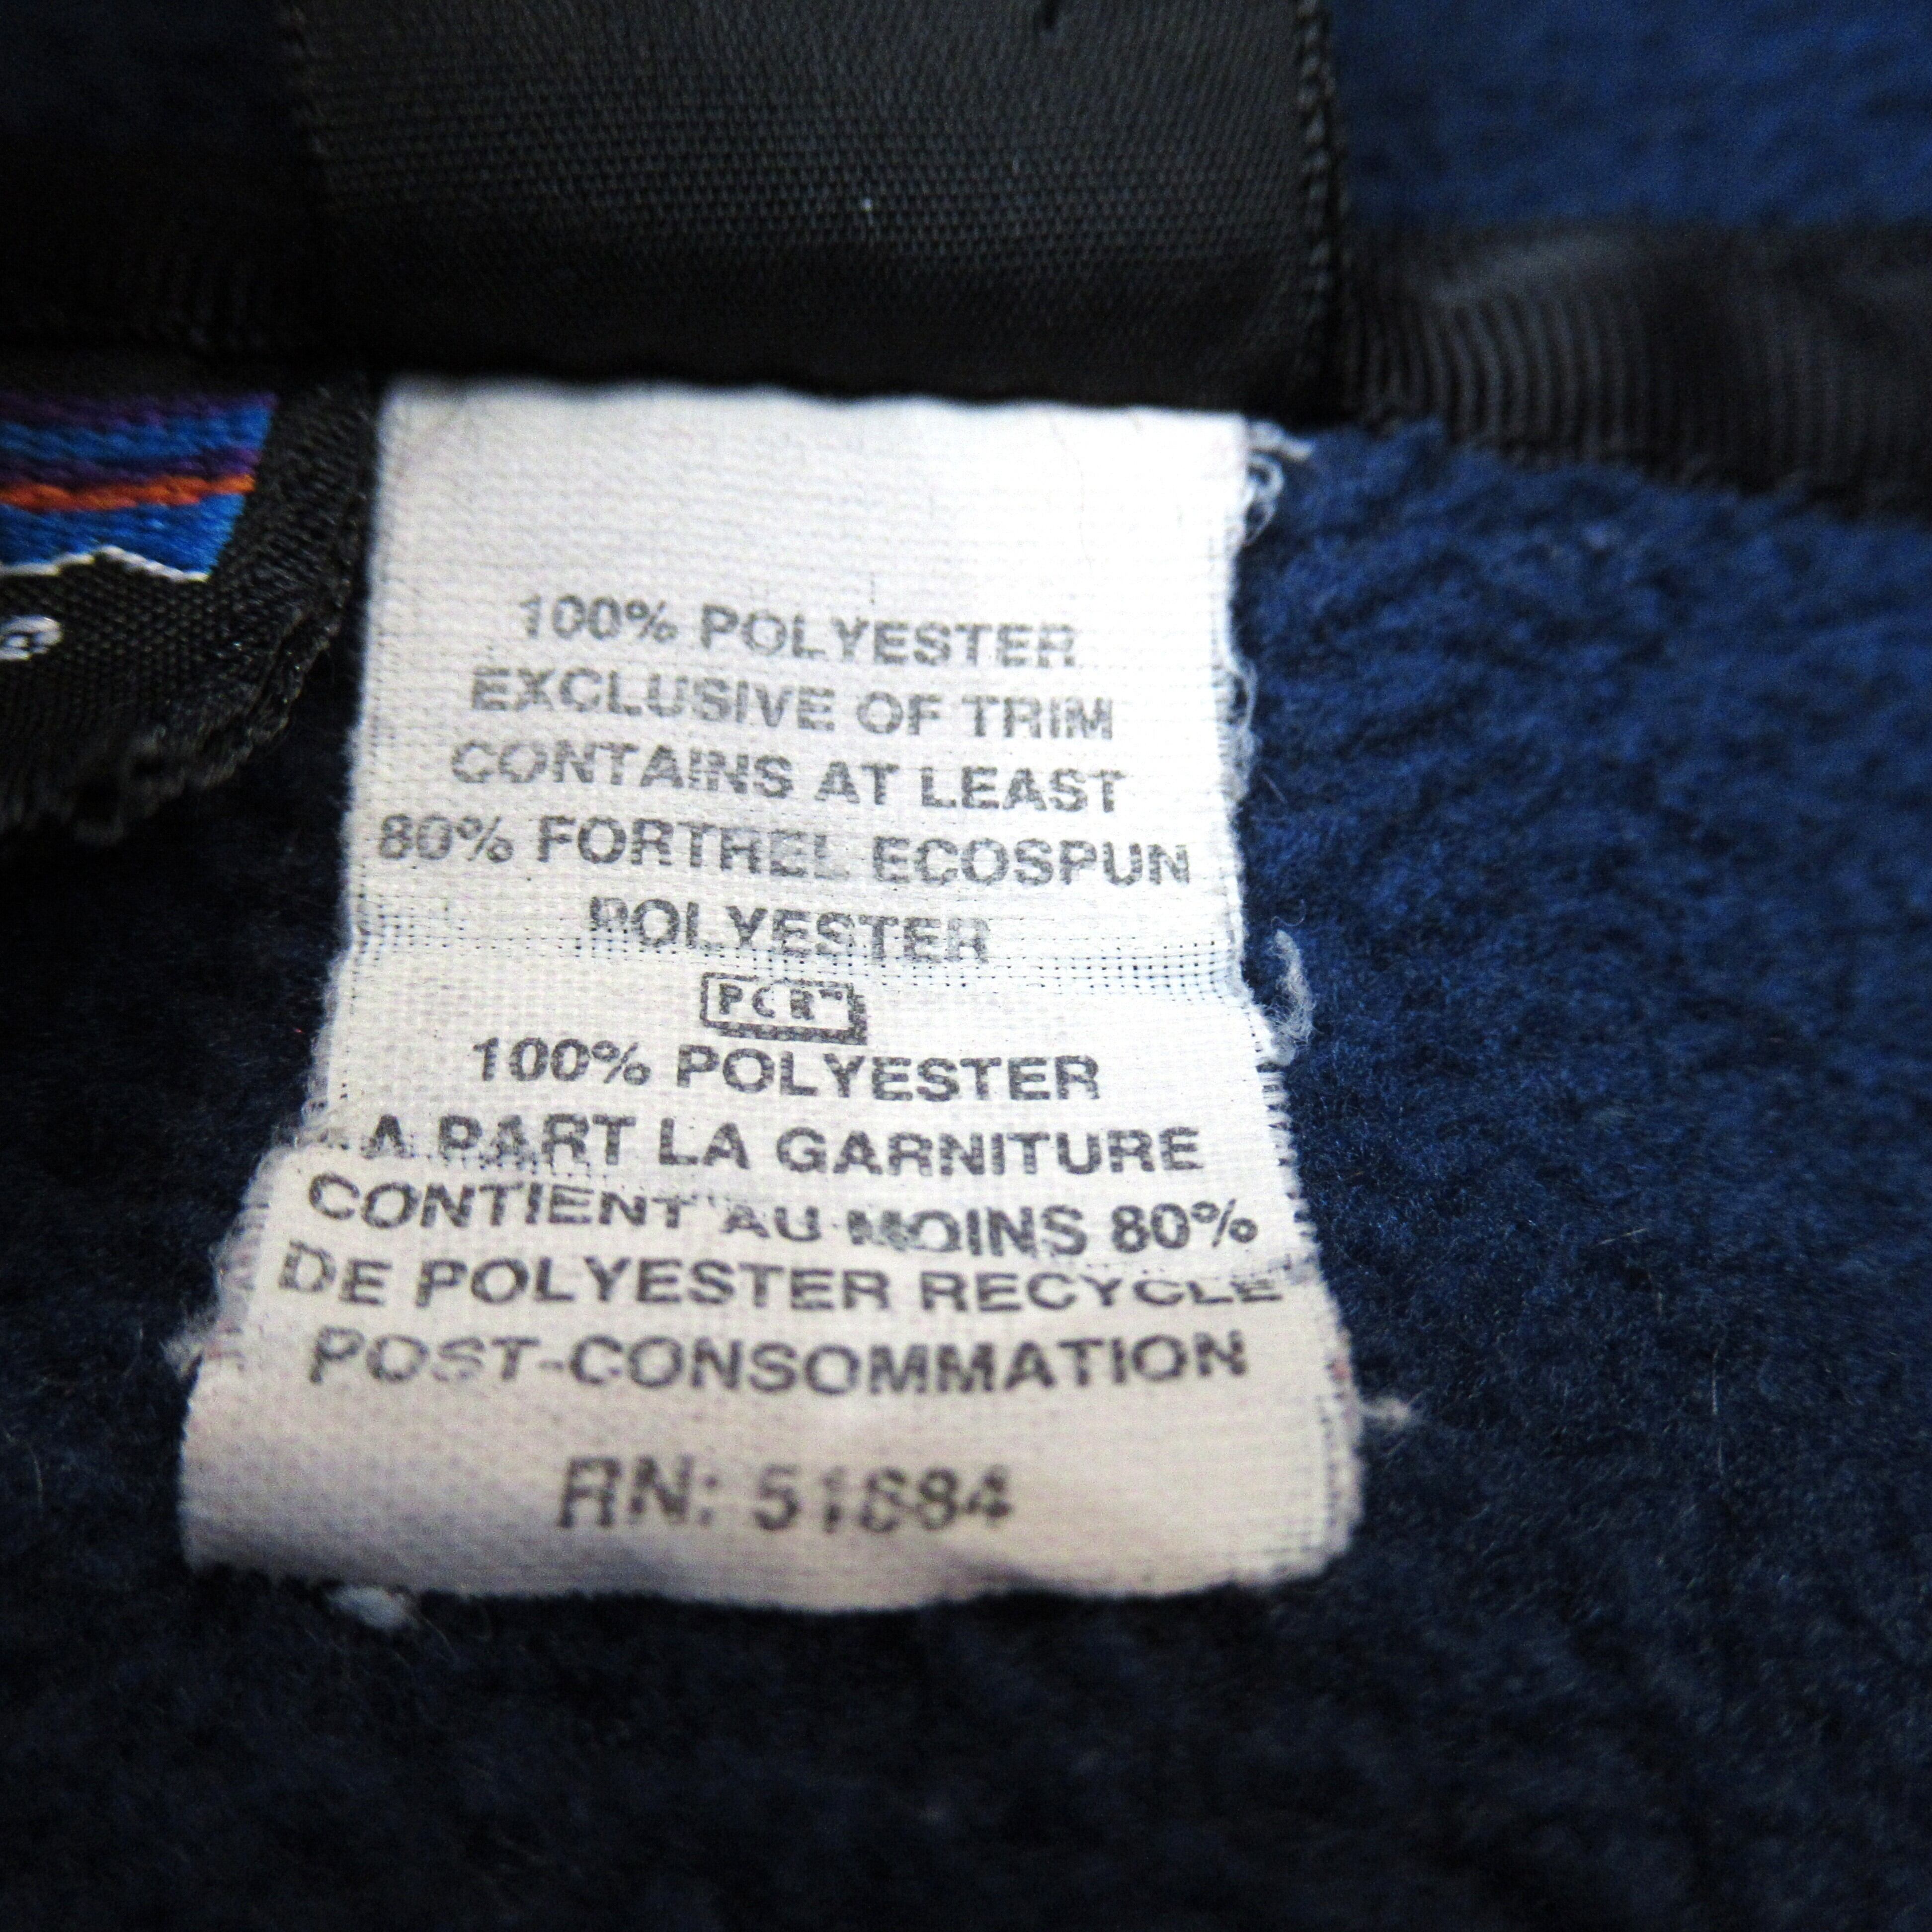 100% POLYESTER
EXCLUSIVE OF TRIM
CONTAINS AT LEAST
80% FORTREL ECOSPUN
POLYESTER
PCR™
100% POLYESTER
A PART LA GARNITURE
CONTIENT AU MOINS 80%
DE POLYESTER RECYCLE
POST-CONSOMMATION
RN: 51884